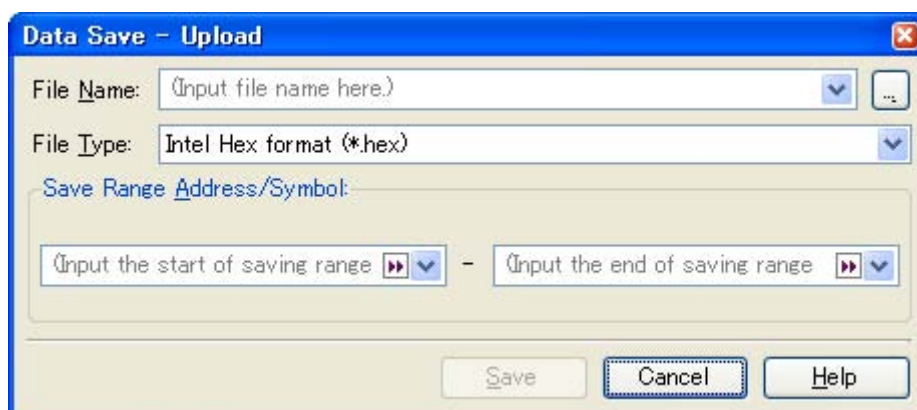 Data Save - Upload
File Name: (Input file name here.) ...
File Type: Intel Hex format (*.hex)
Save Range Address/Symbol:
(Input the start of saving range - (Input the end of saving range
Save Cancel Help